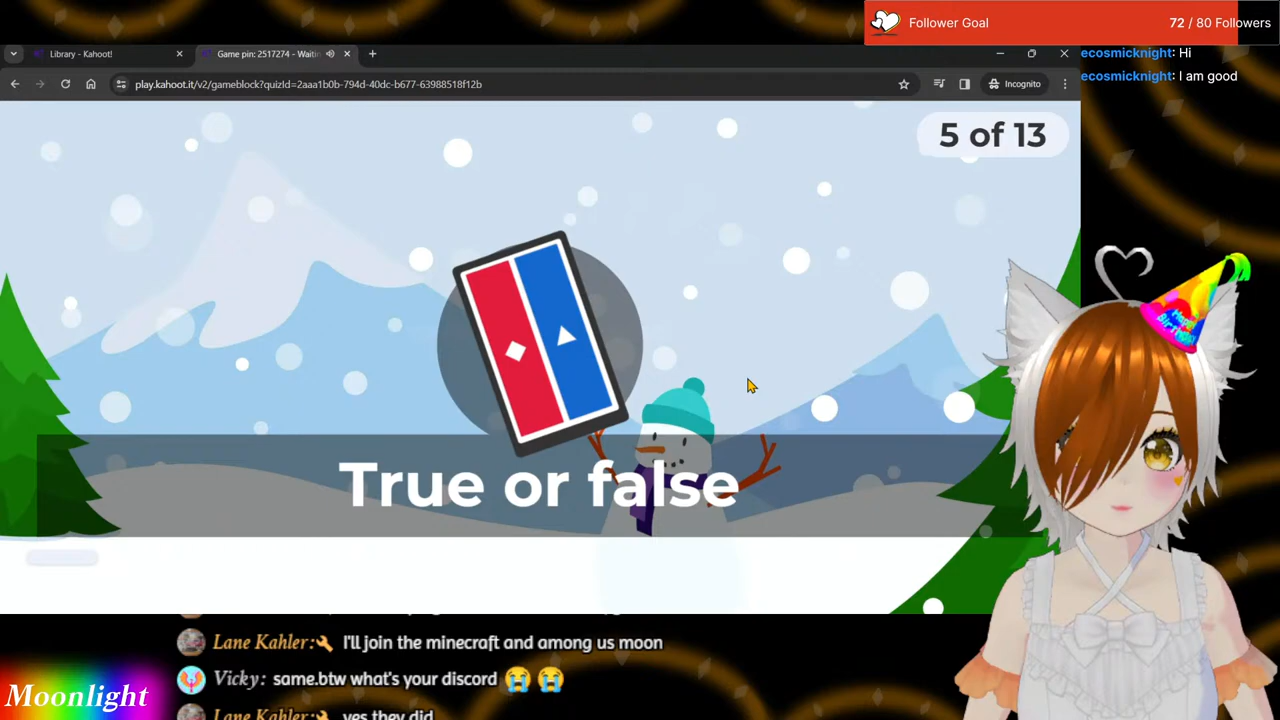 Follower Goal
72 / 80 Followers
Library - Kahoot!
Game pin: 2517274 - Waitin
play.kahoot.it/v2/gameblock?quizId=2aaa1b0b-794d-40dc-b677-63988518f12b
Incognito
ecosmicknight: Hi
ecosmicknight: I am good
5 of 13
Happy Birthday
True or false
Lane Kahler: I'll join the minecraft and among us moon
Vicky: same.btw what's your discord 😭 😭
Lane Kahler: yes they did
Moonlight